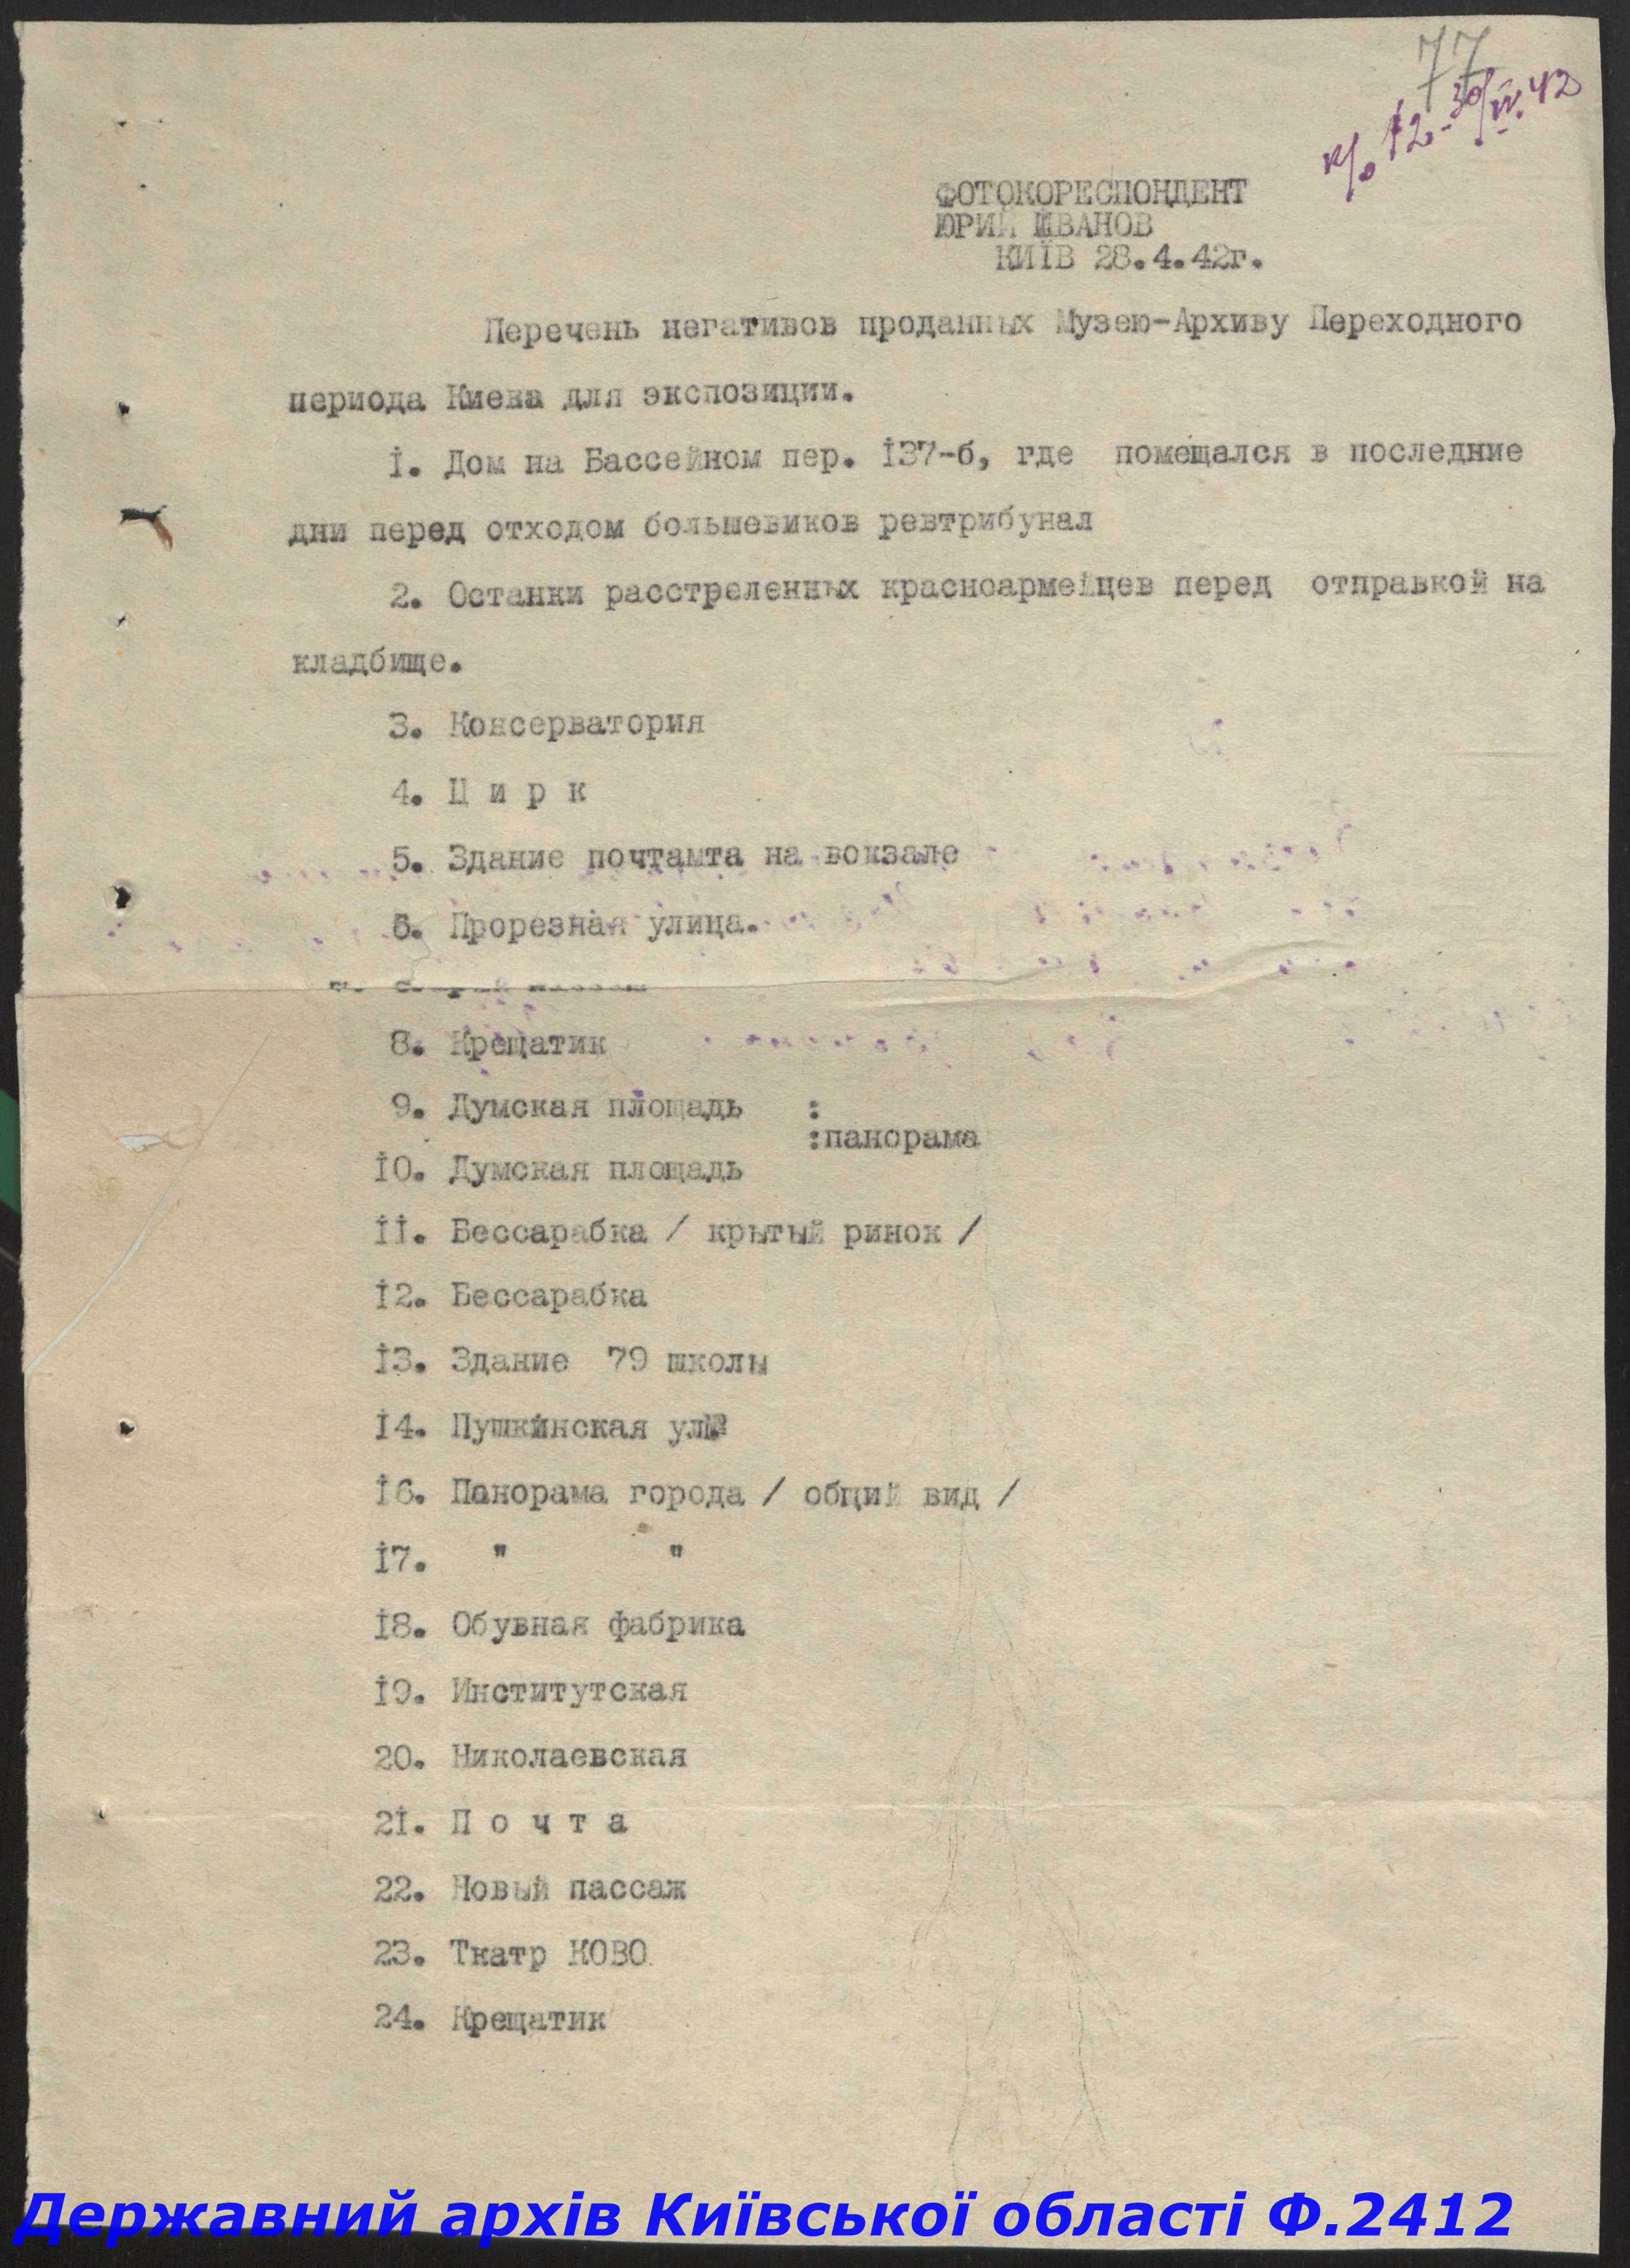 77
12 - 30/IV.42
ФОТОКОРЕСПОНДЕНТ
ЮРИЙ ИВАНОВ
КИЇВ 28.4.42г.
Перечень негативов проданных Музею-Архиву Переходного
периода Киева для экспозиции.
і. Дом на Бассейном пер. і37-б, где помещался в последние
дни перед отходом большевиков ревтрибунал
2. Останки расстреленных красноармейцев перед отправкой на
кладбище.
3. Консерватория
4. Ц и р к
5. Здание почтамта на вокзале
6. Прорезная улица.
8. Крещатик
9. Думская площадь :
:панорама
і0. Думская площадь
іі. Бессарабка / крытый ринок /
і2. Бессарабка
і3. Здание 79 школы
і4. Пушкинская ул
і6. Панорама города / общий вид /
і7. " "
і8. Обувная фабрика
і9. Институтская
20. Николаевская
2і. П о ч т а
22. Новый пассаж
23. Ткатр КОВО
24. Крещатик
Державний архів Київської області Ф.2412